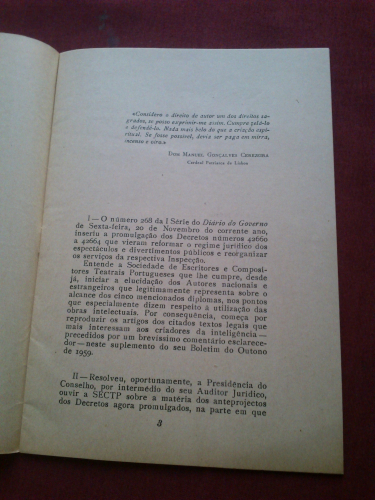 «Considero o direito de autor um dos direitos sa-
grados, se posso exprimir-me assim. Cumpre zelá-lo
e defendê-lo. Nada mais belo do que a criação espi-
ritual. Se fosse possível, devia ser pago em mirra,
incenso e oiro.»
Dom Manuel Gonçalves Cerejeira
Cardeal Patriarca de Lisboa
I — O número 268 da I Série do Diário do Governo
de Sexta-feira, 20 de Novembro do corrente ano,
inseriu a promulgação dos Decretos números 42660
a 42664 que vieram reformar o regime jurídico dos
espectáculos e divertimentos públicos e reorganizar
os serviços da respectiva Inspecção.
Entende a Sociedade de Escritores e Composi-
tores Teatrais Portugueses que lhe cumpre, desde
já, iniciar a elucidação dos Autores nacionais e
estrangeiros que legitimamente representa sobre o
alcance dos cinco mencionados diplomas, nos pontos
que especialmente dizem respeito à utilização das
obras intelectuais. Por consequência, começa por
reproduzir os artigos dos citados textos legais que
mais interessam aos criadores da inteligência —
precedidos por um brevíssimo comentário esclarece-
dor — neste suplemento do seu Boletim do Outono
de 1959.
II — Resolveu, oportunamente, a Presidência do
Conselho, por intermédio do seu Auditor Jurídico,
ouvir a SECTP sobre a matéria dos anteprojectos
dos Decretos agora promulgados, na parte em que
3